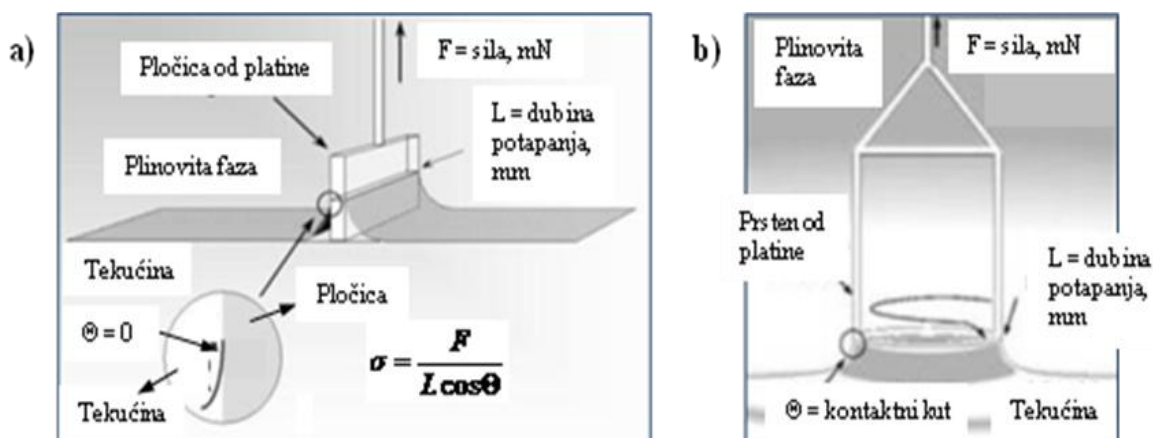 a)
F = sila, mN
Pločica od platine
L = dubina
potapanja,
mm
Plinovita faza
Tekućina
Pločica
Θ = 0
σ = F / L cosΘ
Tekućina
b)
Plinovita
faza
F = sila, mN
Prsten od
platine
L = dubina
potapanja,
mm
Θ = kontaktni kut
Tekućina